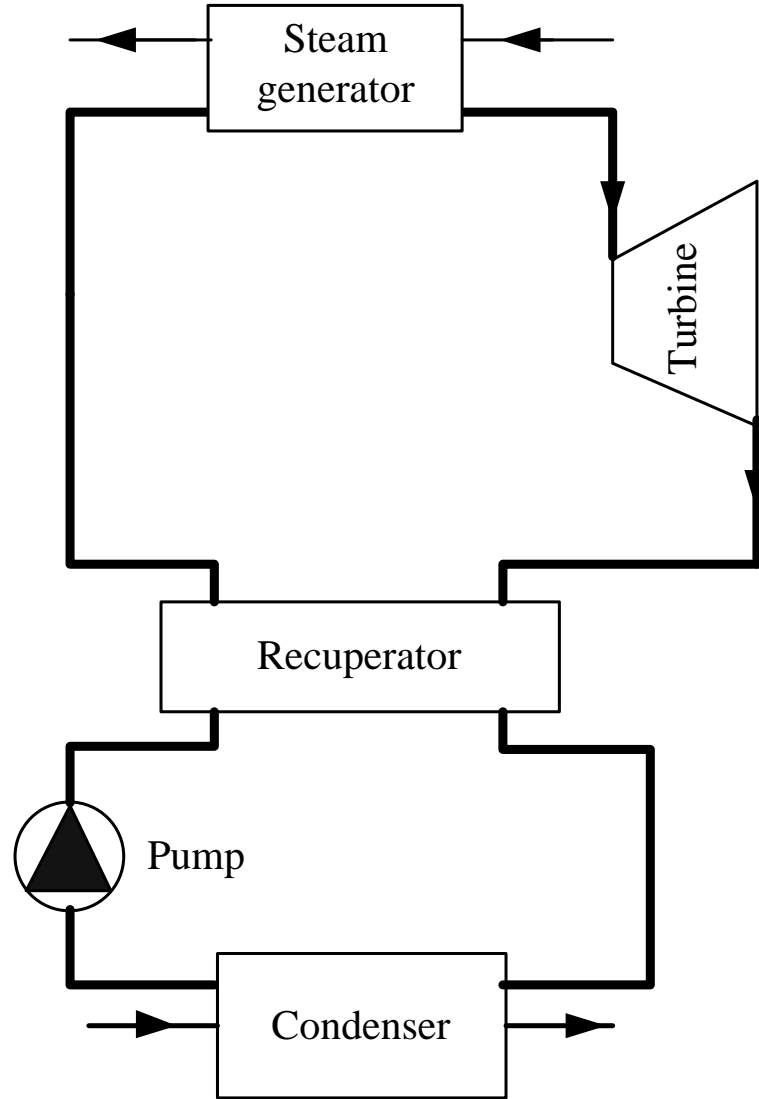 Steam
generator
Turbine
Recuperator
Pump
Condenser